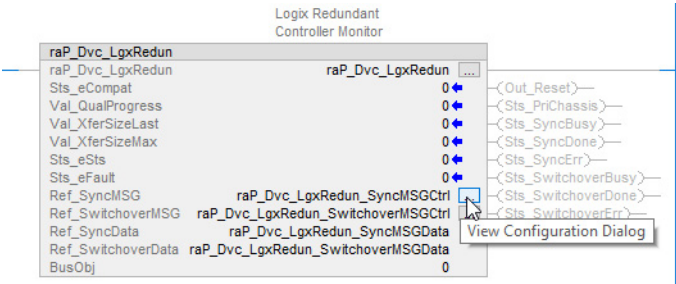 Logix Redundant
Controller Monitor
raP_Dvc_LgxRedun
raP_Dvc_LgxRedun raP_Dvc_LgxRedun ...
Sts_eCompat 0 (Out_Reset)
Val_QualProgress 0 (Sts_PriChassis)
Val_XferSizeLast 0 (Sts_SyncBusy)
Val_XferSizeMax 0 (Sts_SyncDone)
Sts_eSts 0 (Sts_SyncErr)
Sts_eFault 0 (Sts_SwitchoverBusy)
Ref_SyncMSG raP_Dvc_LgxRedun_SyncMSGCtrl (Sts_SwitchoverDone)
Ref_SwitchoverMSG raP_Dvc_LgxRedun_SwitchoverMSGCtrl (Sts_SwitchoverErr)
Ref_SyncData raP_Dvc_LgxRedun_SyncMSGData View Configuration Dialog
Ref_SwitchoverData raP_Dvc_LgxRedun_SwitchoverMSGData
BusObj 0